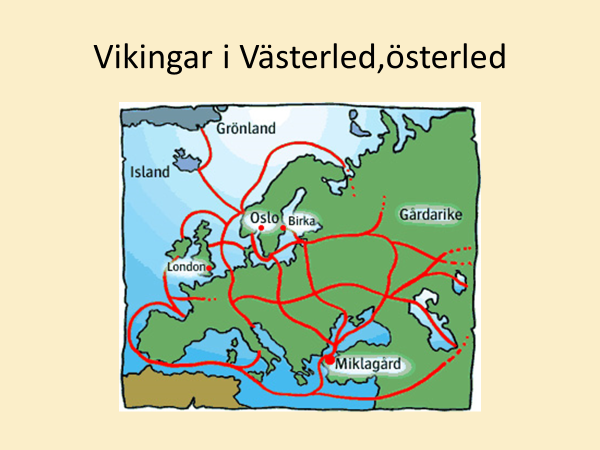 Vikingar i Västerled,österled
Grönland
Island
Oslo
Birka
Gårdarike
London
Miklagård